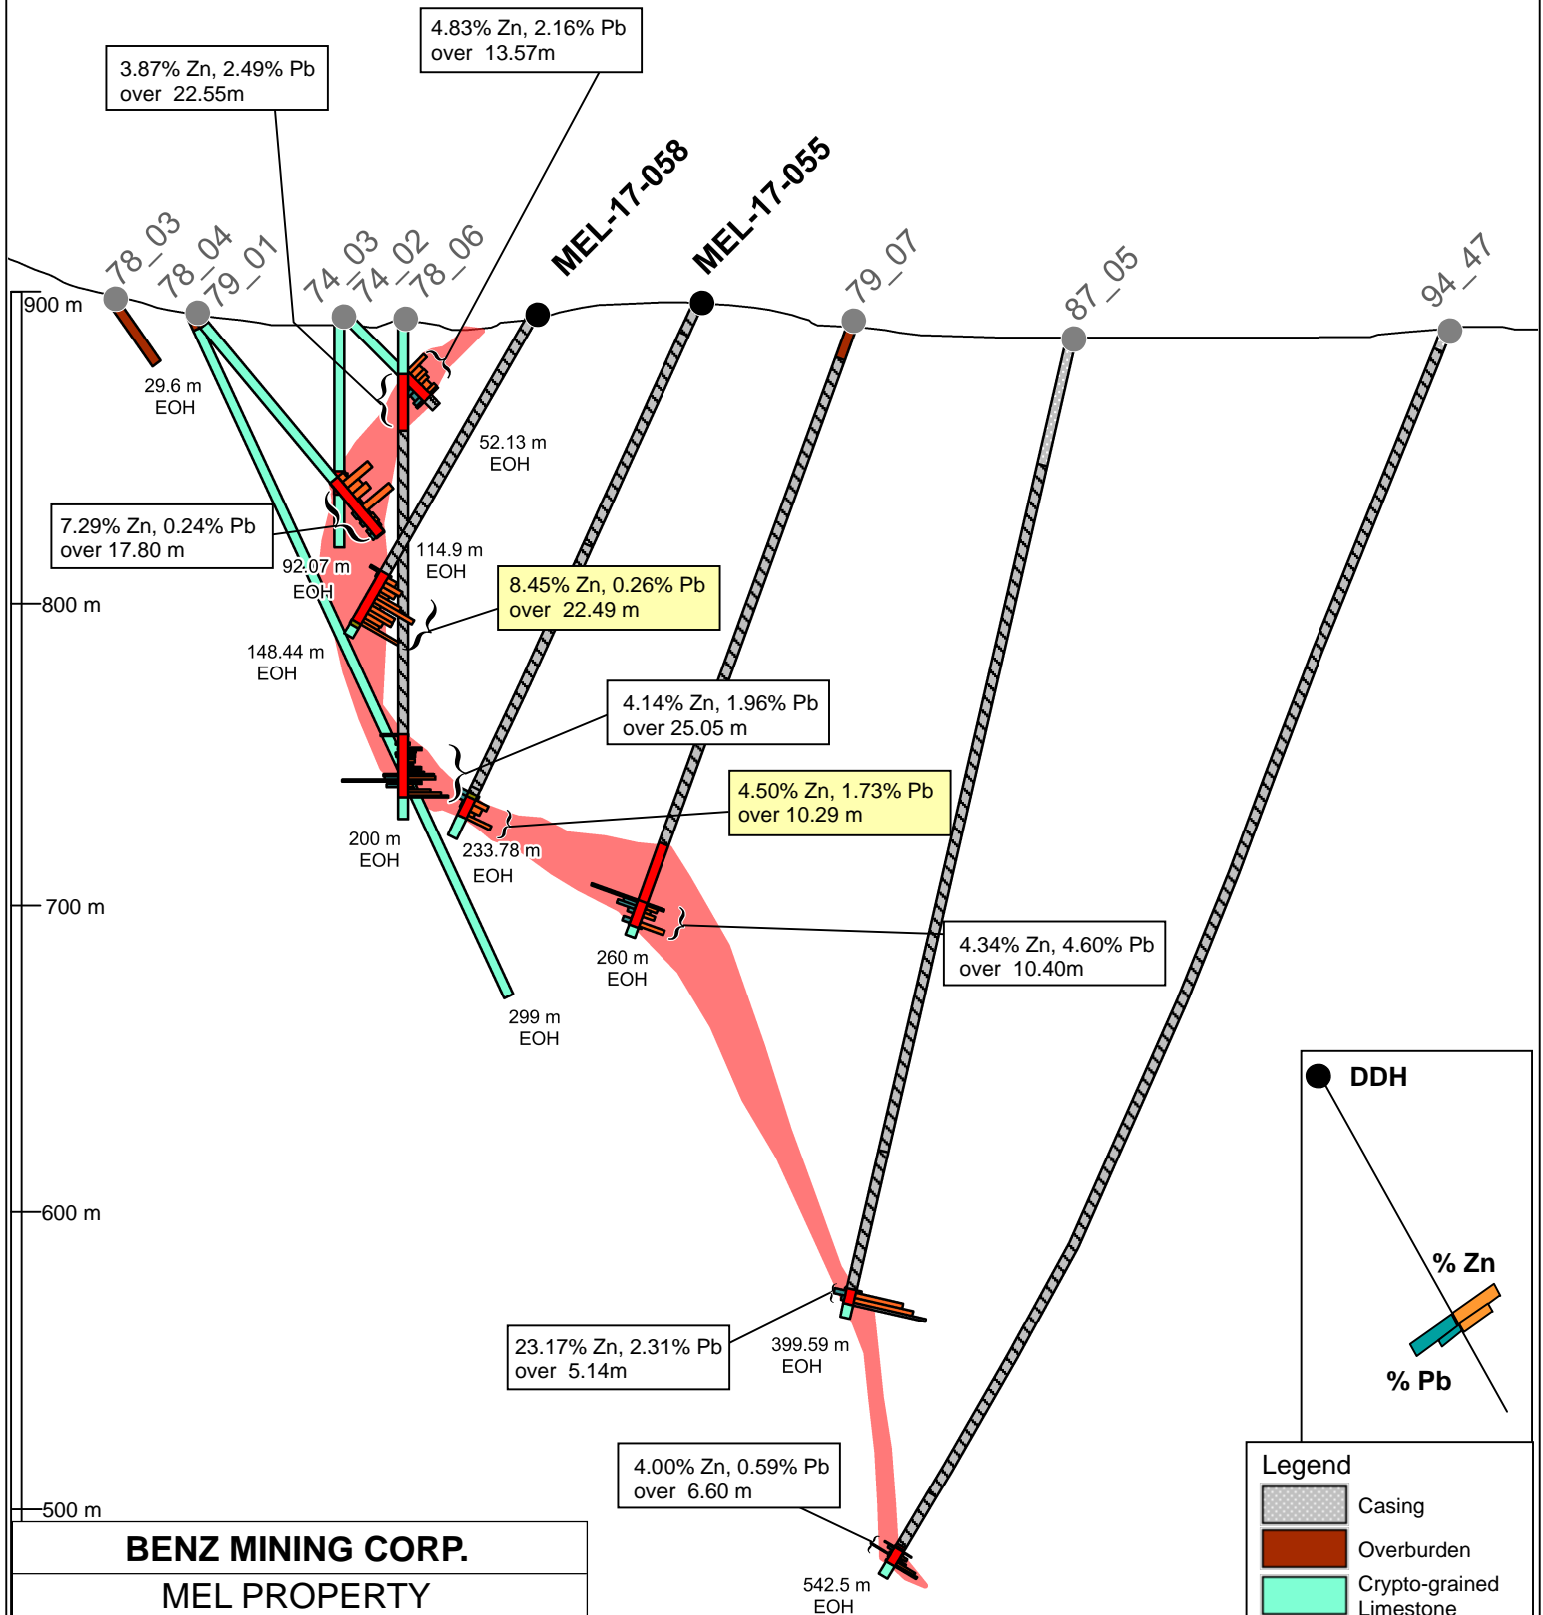 4.83% Zn, 2.16% Pb
over 13.57m
3.87% Zn, 2.49% Pb
over 22.55m
78_03
78_04
79_01
74_03
74_02
78_06
MEL-17-058
MEL-17-055
79_07
87_05
94_47
900 m
29.6 m
EOH
52.13 m
EOH
7.29% Zn, 0.24% Pb
over 17.80 m
92.07 m
EOH
114.9 m
EOH
8.45% Zn, 0.26% Pb
over 22.49 m
800 m
148.44 m
EOH
4.14% Zn, 1.96% Pb
over 25.05 m
4.50% Zn, 1.73% Pb
over 10.29 m
200 m
EOH
233.78 m
EOH
700 m
4.34% Zn, 4.60% Pb
over 10.40m
260 m
EOH
299 m
EOH
DDH
% Zn
% Pb
600 m
23.17% Zn, 2.31% Pb
over 5.14m
399.59 m
EOH
4.00% Zn, 0.59% Pb
over 6.60 m
500 m
542.5 m
EOH
BENZ MINING CORP.
MEL PROPERTY
Legend
Casing
Overburden
Crypto-grained
Limestone